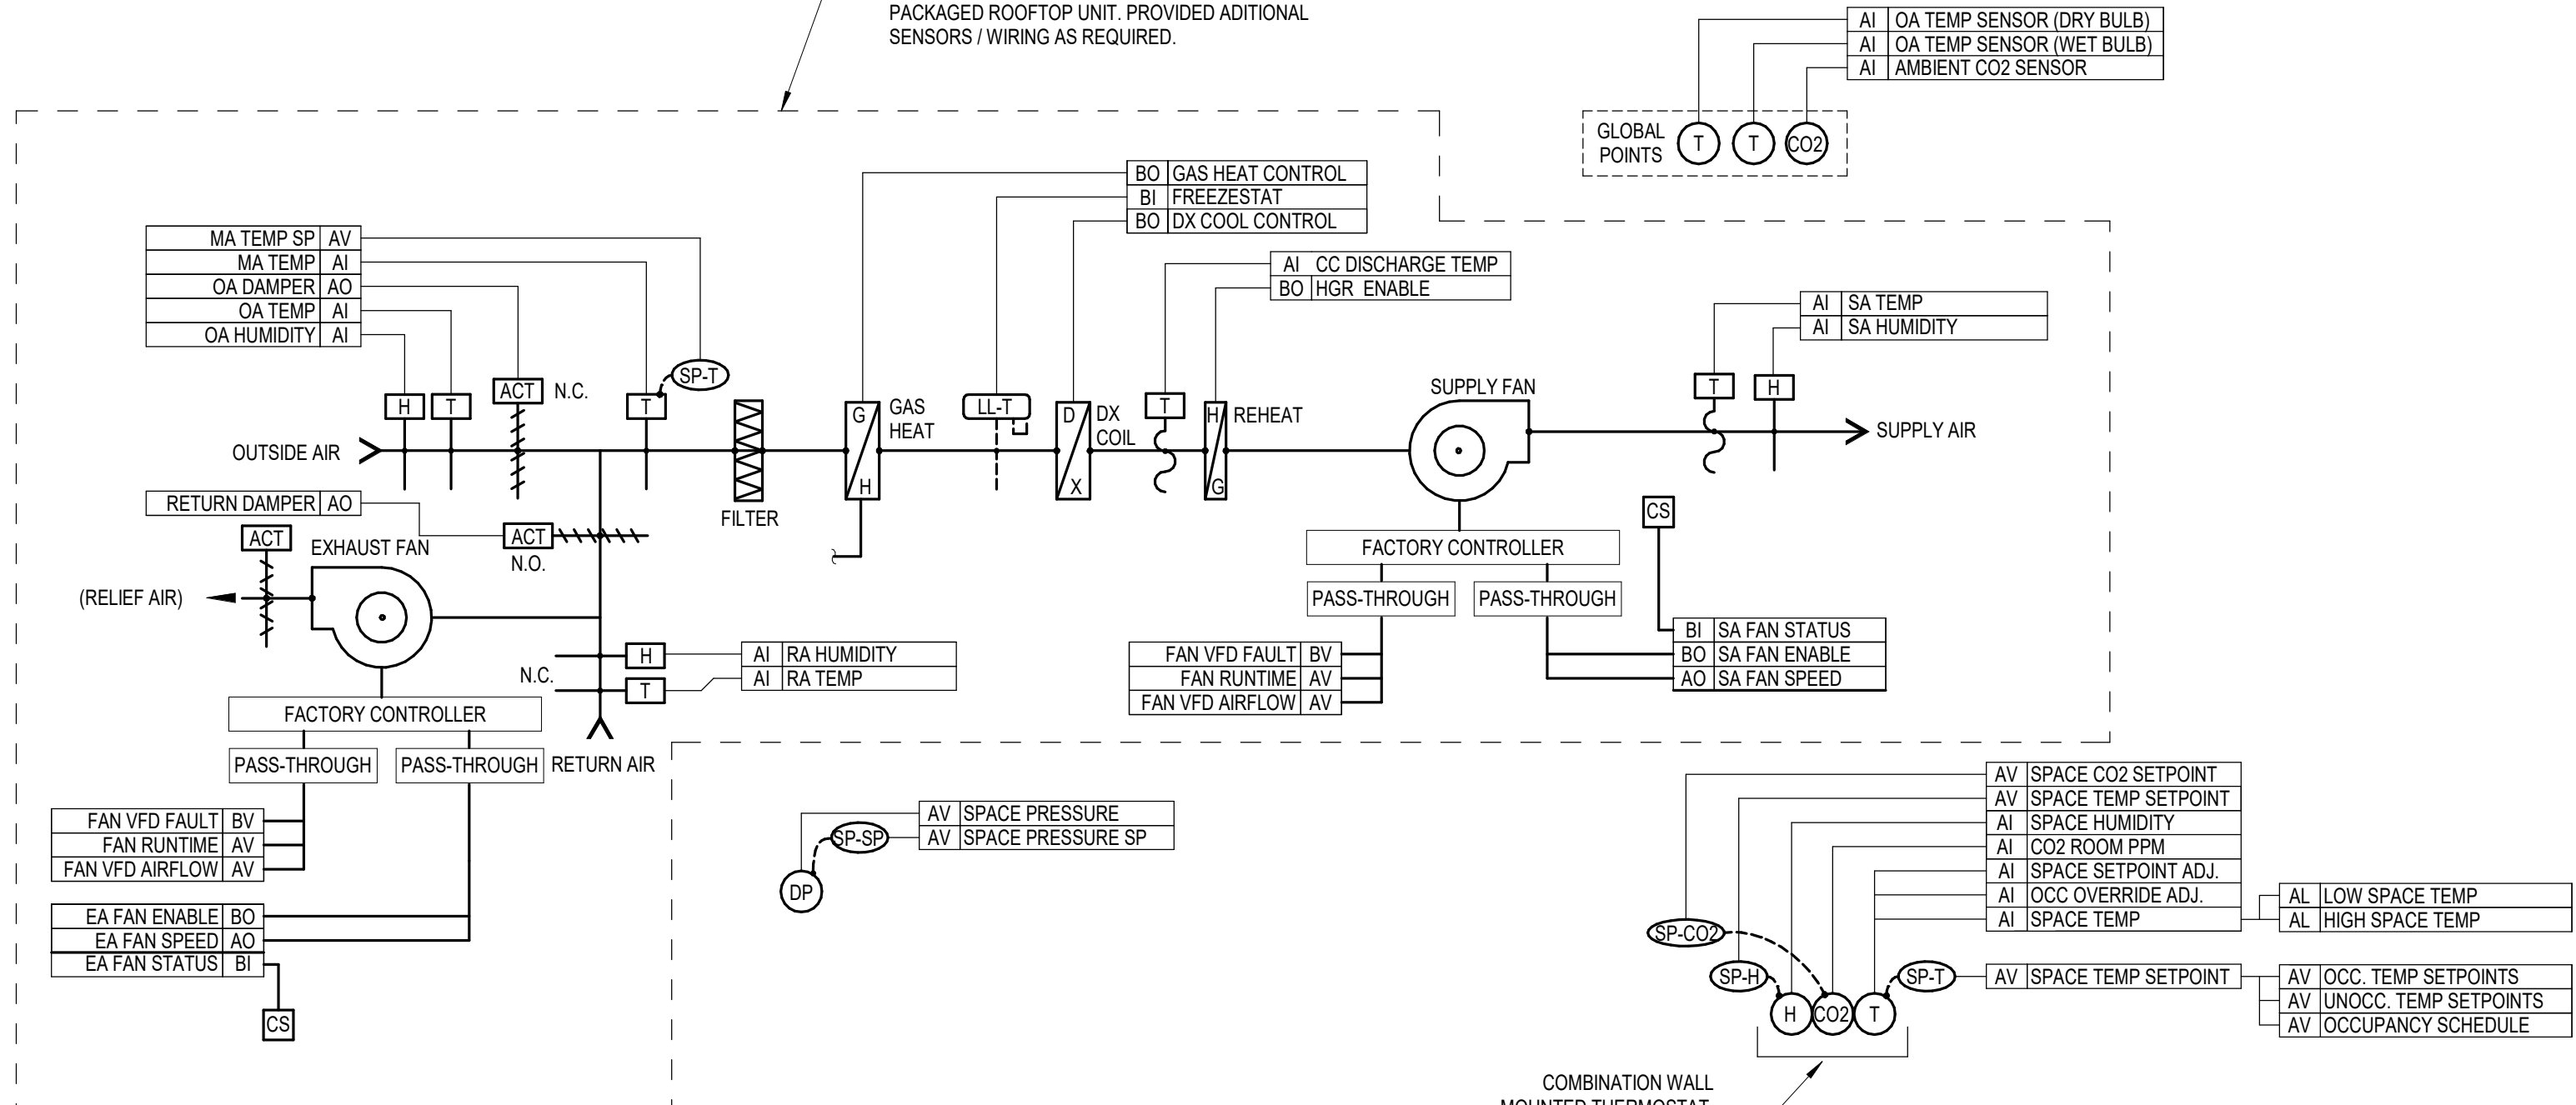 PACKAGED ROOFTOP UNIT. PROVIDED ADITIONAL
SENSORS / WIRING AS REQUIRED.
AI OA TEMP SENSOR (DRY BULB)
AI OA TEMP SENSOR (WET BULB)
AI AMBIENT CO2 SENSOR
GLOBAL
POINTS
T T CO2
BO GAS HEAT CONTROL
BI FREEZESTAT
BO DX COOL CONTROL
MA TEMP SP AV
MA TEMP AI
OA DAMPER AO
OA TEMP AI
OA HUMIDITY AI
AI CC DISCHARGE TEMP
BO HGR ENABLE
AI SA TEMP
AI SA HUMIDITY
H T ACT N.C. T SP-T
G H
GAS
HEAT
LL-T
D X
DX
COIL
T
H G
REHEAT
SUPPLY FAN
T H
OUTSIDE AIR
SUPPLY AIR
RETURN DAMPER AO
FILTER
ACT
EXHAUST FAN
ACT
N.O.
(RELIEF AIR)
CS
FACTORY CONTROLLER
PASS-THROUGH PASS-THROUGH
BI SA FAN STATUS
BO SA FAN ENABLE
AO SA FAN SPEED
FAN VFD FAULT BV
FAN RUNTIME AV
FAN VFD AIRFLOW AV
N.C.
H AI RA HUMIDITY
T AI RA TEMP
FACTORY CONTROLLER
PASS-THROUGH PASS-THROUGH
RETURN AIR
FAN VFD FAULT BV
FAN RUNTIME AV
FAN VFD AIRFLOW AV
EA FAN ENABLE BO
EA FAN SPEED AO
EA FAN STATUS BI
CS
AV SPACE PRESSURE
AV SPACE PRESSURE SP
SP-SP
DP
AV SPACE CO2 SETPOINT
AV SPACE TEMP SETPOINT
AI SPACE HUMIDITY
AI CO2 ROOM PPM
AI SPACE SETPOINT ADJ.
AI OCC OVERRIDE ADJ.
AI SPACE TEMP
AL LOW SPACE TEMP
AL HIGH SPACE TEMP
SP-CO2
SP-H
SP-T
AV SPACE TEMP SETPOINT
AV OCC. TEMP SETPOINTS
AV UNOCC. TEMP SETPOINTS
AV OCCUPANCY SCHEDULE
H CO2 T
COMBINATION WALL
MOUNTED THERMOSTAT